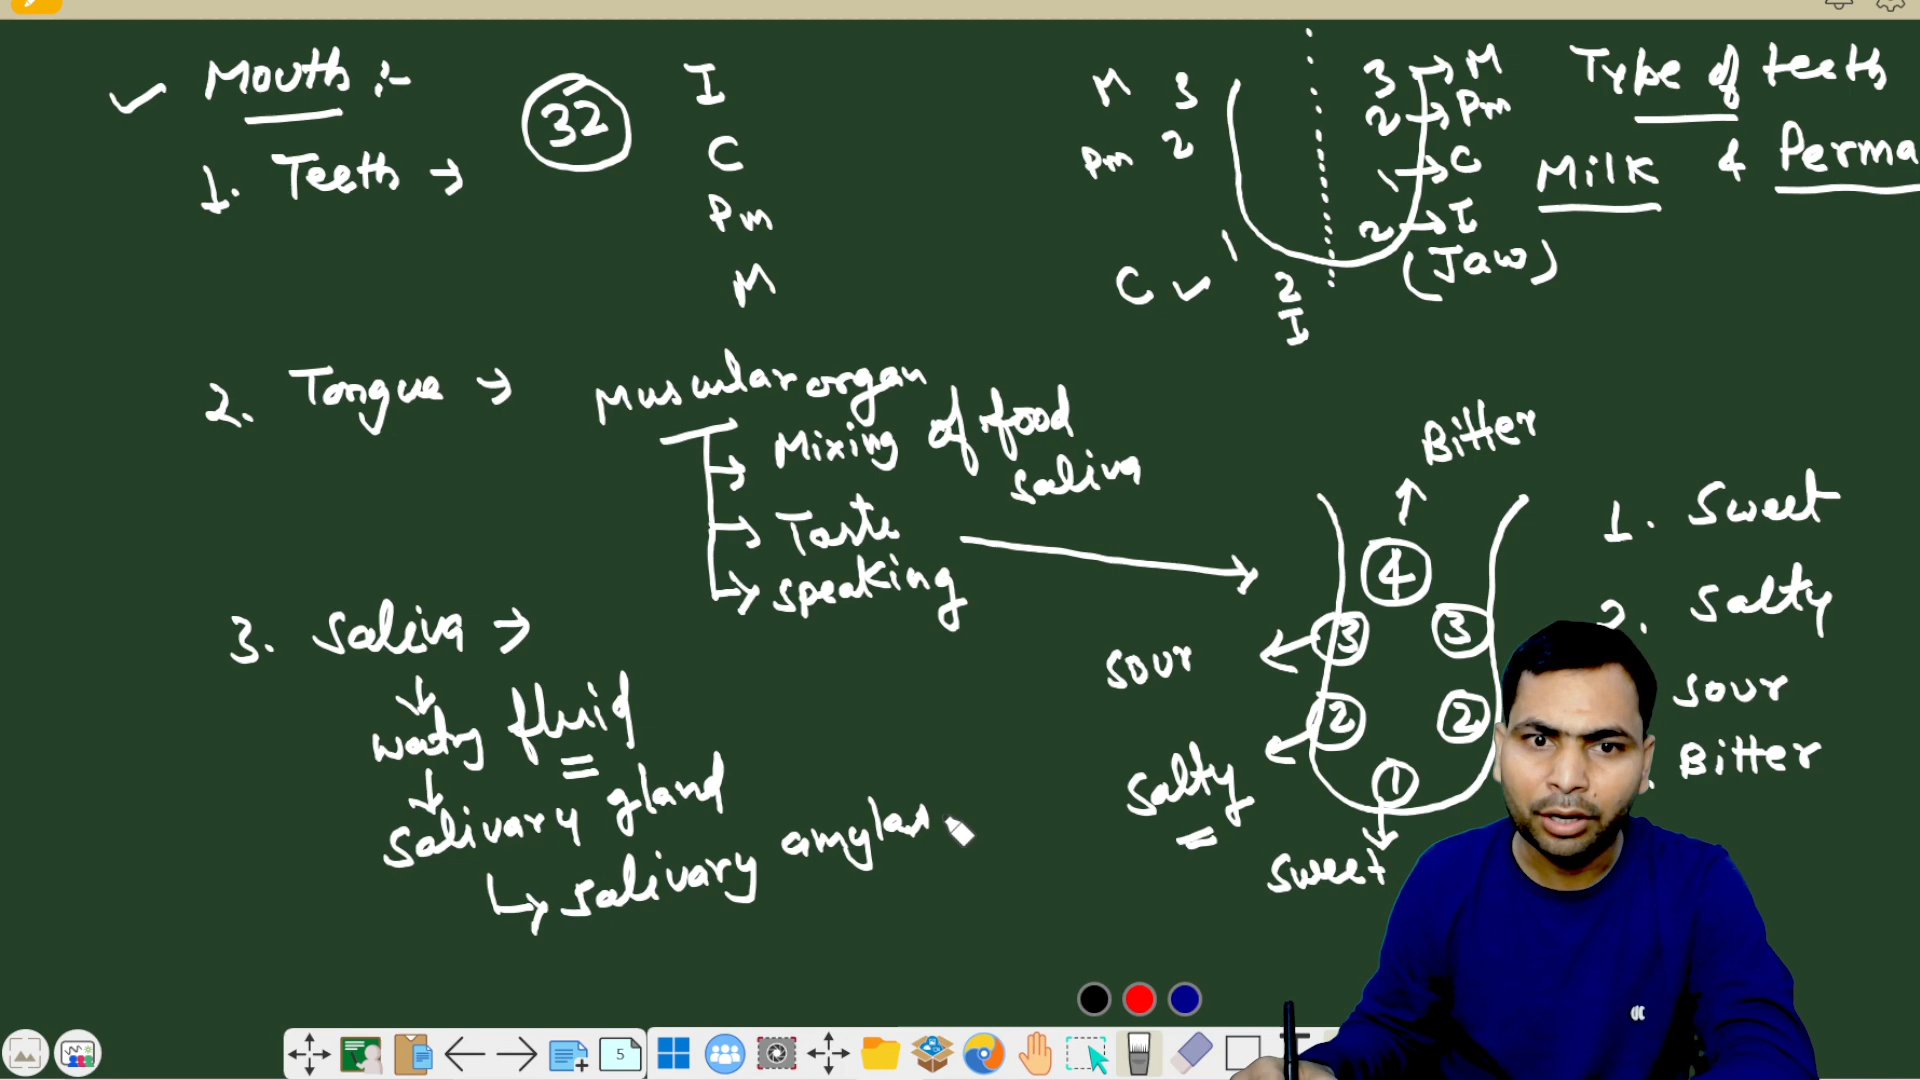 Mouth :-
1. Teeth →
32
I
C
Pm
M
M 3
Pm 2
C ✓
1
2
I
3 → M
2 → Pm
1 → C
2 → I
(Jaw)
Type of teeth
Milk & Perma
2. Tongue →
Muscular organ
→ Mixing of food
saliva
→ Taste
→ speaking
3. Saliva →
watery fluid
salivary gland
↳ salivary amylas
Bitter
4
3 3
2 2
1
sour
salty
sweet
1. Sweet
2. Salty
sour
Bitter
5